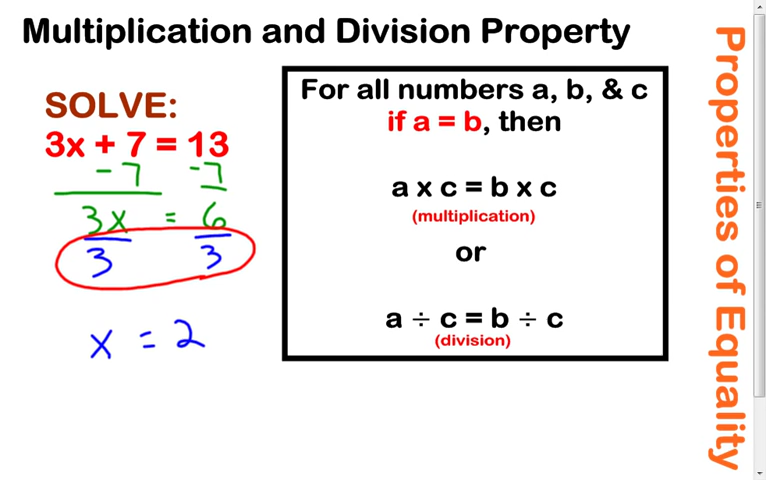 Multiplication and Division Property
SOLVE:
3x + 7 = 13
- 7 -7
3x = 6
3 3
x = 2
For all numbers a, b, & c
if a = b, then
a x c = b x c
(multiplication)
or
a ÷ c = b ÷ c
(division)
Properties of Equality